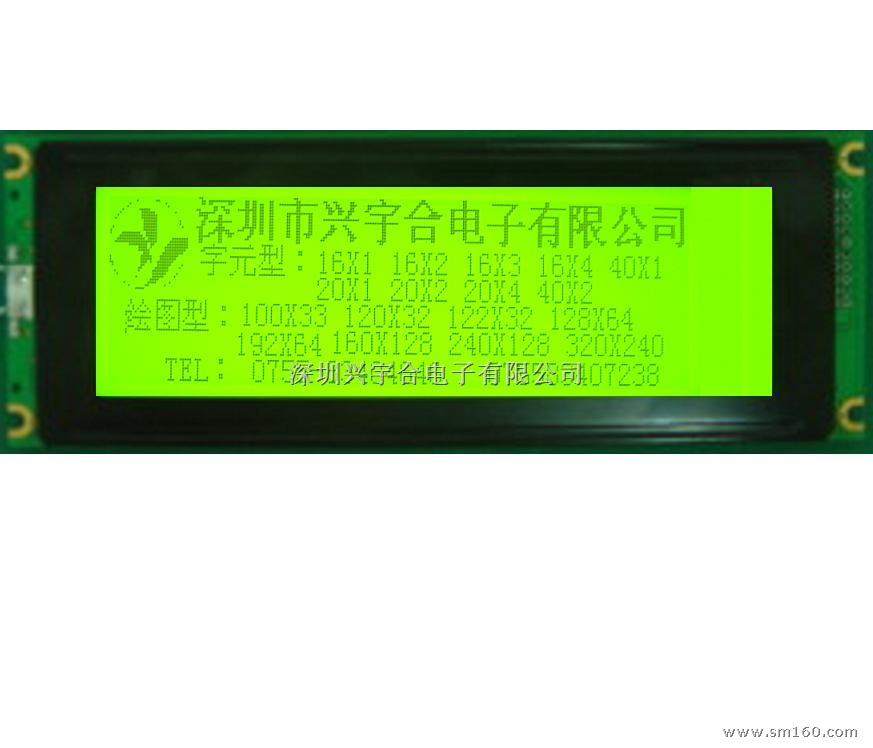 深圳市兴宇合电子有限公司
字元型：16X1 16X2 16X3 16X4 40X1
20X1 20X2 20X4 40X2
绘图型：100X33 120X32 122X32 128X64
192X64 160X128 240X128 320X240
TEL：
深圳兴宇合电子有限公司
www.sm160.com